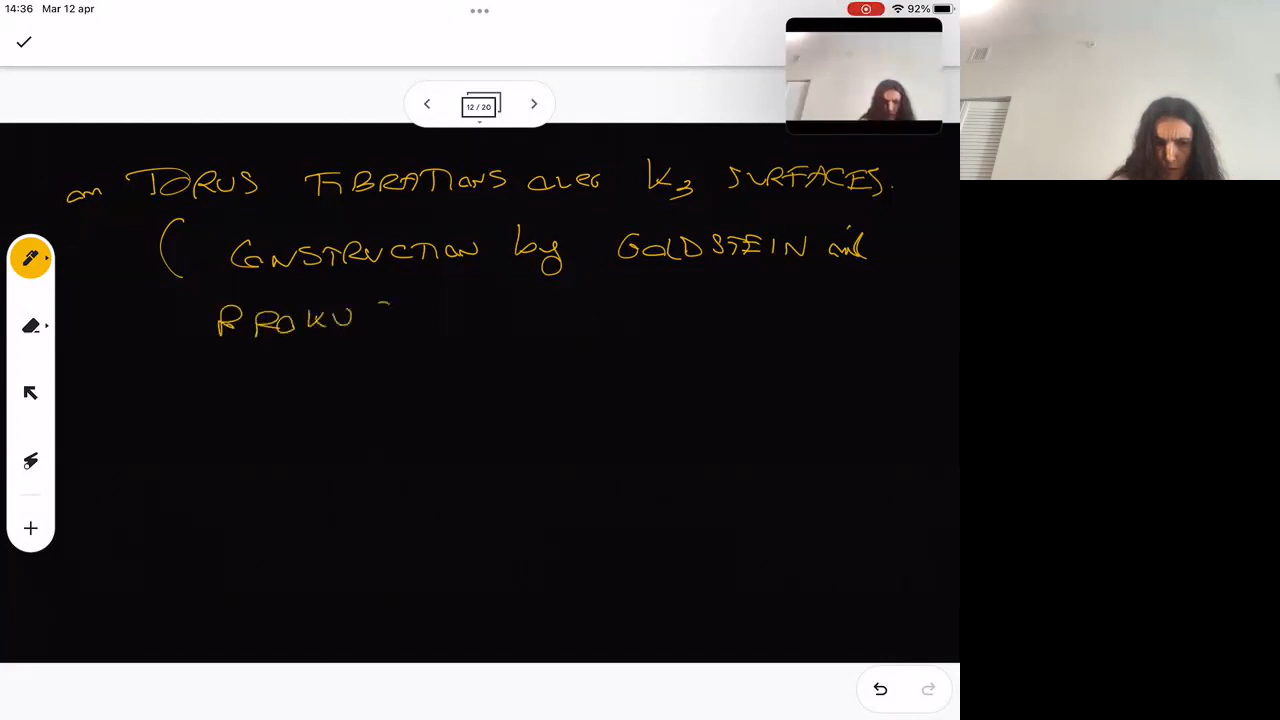 14:36 Mar 12 apr 92%
12 / 20
on TORUS FIBRATIONS over K3 SURFACES.
( CONSTRUCTION by GOLDSTEIN and
PROKU